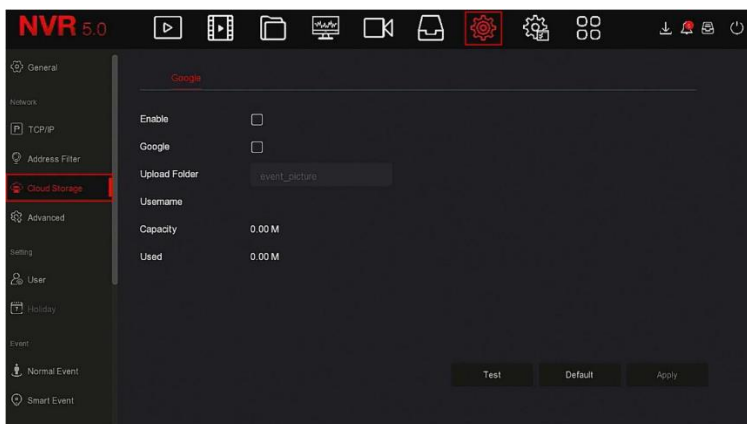 NVR 5.0
General
Network
TCP/IP
Address Filter
Cloud Storage
Advanced
Setting
User
Holiday
Event
Normal Event
Smart Event
Google
Enable
Google
Upload Folder
event_picture
Username
Capacity
0.00 M
Used
0.00 M
Test
Default
Apply